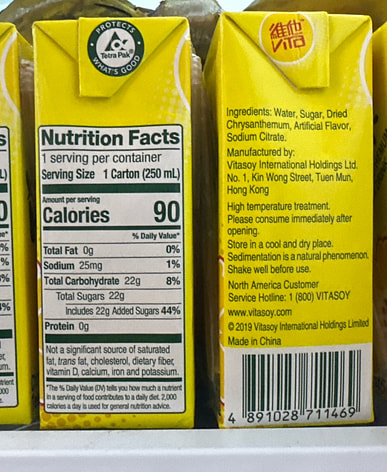 PROTECTS
Tetra Pak
WHAT'S GOOD
Nutrition Facts
1 serving per container
Serving Size 1 Carton (250 mL)
Amount per serving
Calories 90
% Daily Value*
Total Fat 0g 0%
Sodium 25mg 1%
Total Carbohydrate 22g 8%
Total Sugars 22g
Includes 22g Added Sugars 44%
Protein 0g
Not a significant source of saturated
fat, trans fat, cholesterol, dietary fiber,
vitamin D, calcium, iron and potassium.
*The % Daily Value (DV) tells you how much a nutrient
in a serving of food contributes to a daily diet. 2,000
calories a day is used for general nutrition advice.
維他
VITA
Ingredients: Water, Sugar, Dried
Chrysanthemum, Artificial Flavor,
Sodium Citrate.
Manufactured by:
Vitasoy International Holdings Ltd.
No. 1, Kin Wong Street, Tuen Mun,
Hong Kong
High temperature treatment.
Please consume immediately after
opening.
Store in a cool and dry place.
Sedimentation is a natural phenomenon.
Shake well before use.
North America Customer
Service Hotline: 1 (800) VITASOY
www.vitasoy.com
© 2019 Vitasoy International Holdings Limited
Made in China
4 891028 711469